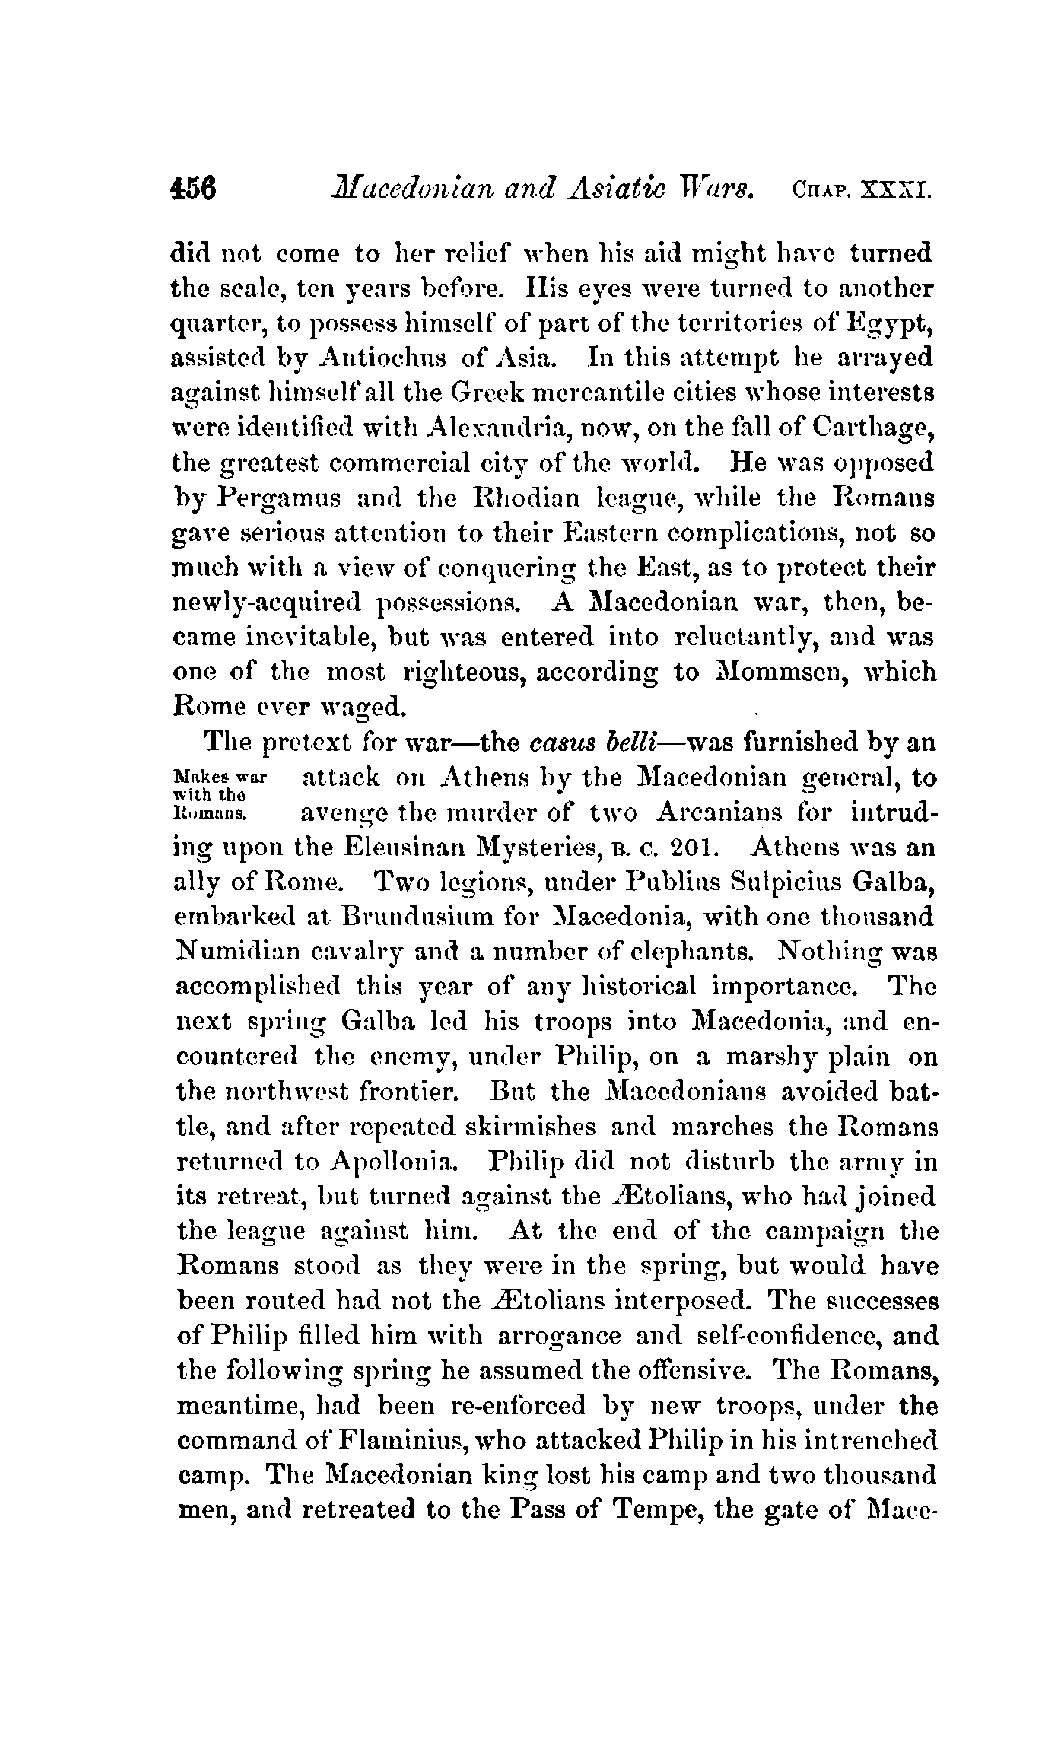 456 Macedonian and Asiatic Wars. CHAP. XXXI.
did not come to her relief when his aid might have turned
the scale, ten years before. His eyes were turned to another
quarter, to possess himself of part of the territories of Egypt,
assisted by Antiochus of Asia. In this attempt he arrayed
against himself all the Greek mercantile cities whose interests
were identified with Alexandria, now, on the fall of Carthage,
the greatest commercial city of the world. He was opposed
by Pergamus and the Rhodian league, while the Romans
gave serious attention to their Eastern complications, not so
much with a view of conquering the East, as to protect their
newly-acquired possessions. A Macedonian war, then, be-
came inevitable, but was entered into reluctantly, and was
one of the most righteous, according to Mommsen, which
Rome ever waged.
The pretext for war—the casus belli—was furnished by an
Makes war
with the
Romans.
attack on Athens by the Macedonian general, to
avenge the murder of two Arcanians for intrud-
ing upon the Eleusinan Mysteries, B. C. 201. Athens was an
ally of Rome. Two legions, under Publius Sulpicius Galba,
embarked at Brundusium for Macedonia, with one thousand
Numidian cavalry and a number of elephants. Nothing was
accomplished this year of any historical importance. The
next spring Galba led his troops into Macedonia, and en-
countered the enemy, under Philip, on a marshy plain on
the northwest frontier. But the Macedonians avoided bat-
tle, and after repeated skirmishes and marches the Romans
returned to Apollonia. Philip did not disturb the army in
its retreat, but turned against the Ætolians, who had joined
the league against him. At the end of the campaign the
Romans stood as they were in the spring, but would have
been routed had not the Ætolians interposed. The successes
of Philip filled him with arrogance and self-confidence, and
the following spring he assumed the offensive. The Romans,
meantime, had been re-enforced by new troops, under the
command of Flaminius, who attacked Philip in his intrenched
camp. The Macedonian king lost his camp and two thousand
men, and retreated to the Pass of Tempe, the gate of Mace-